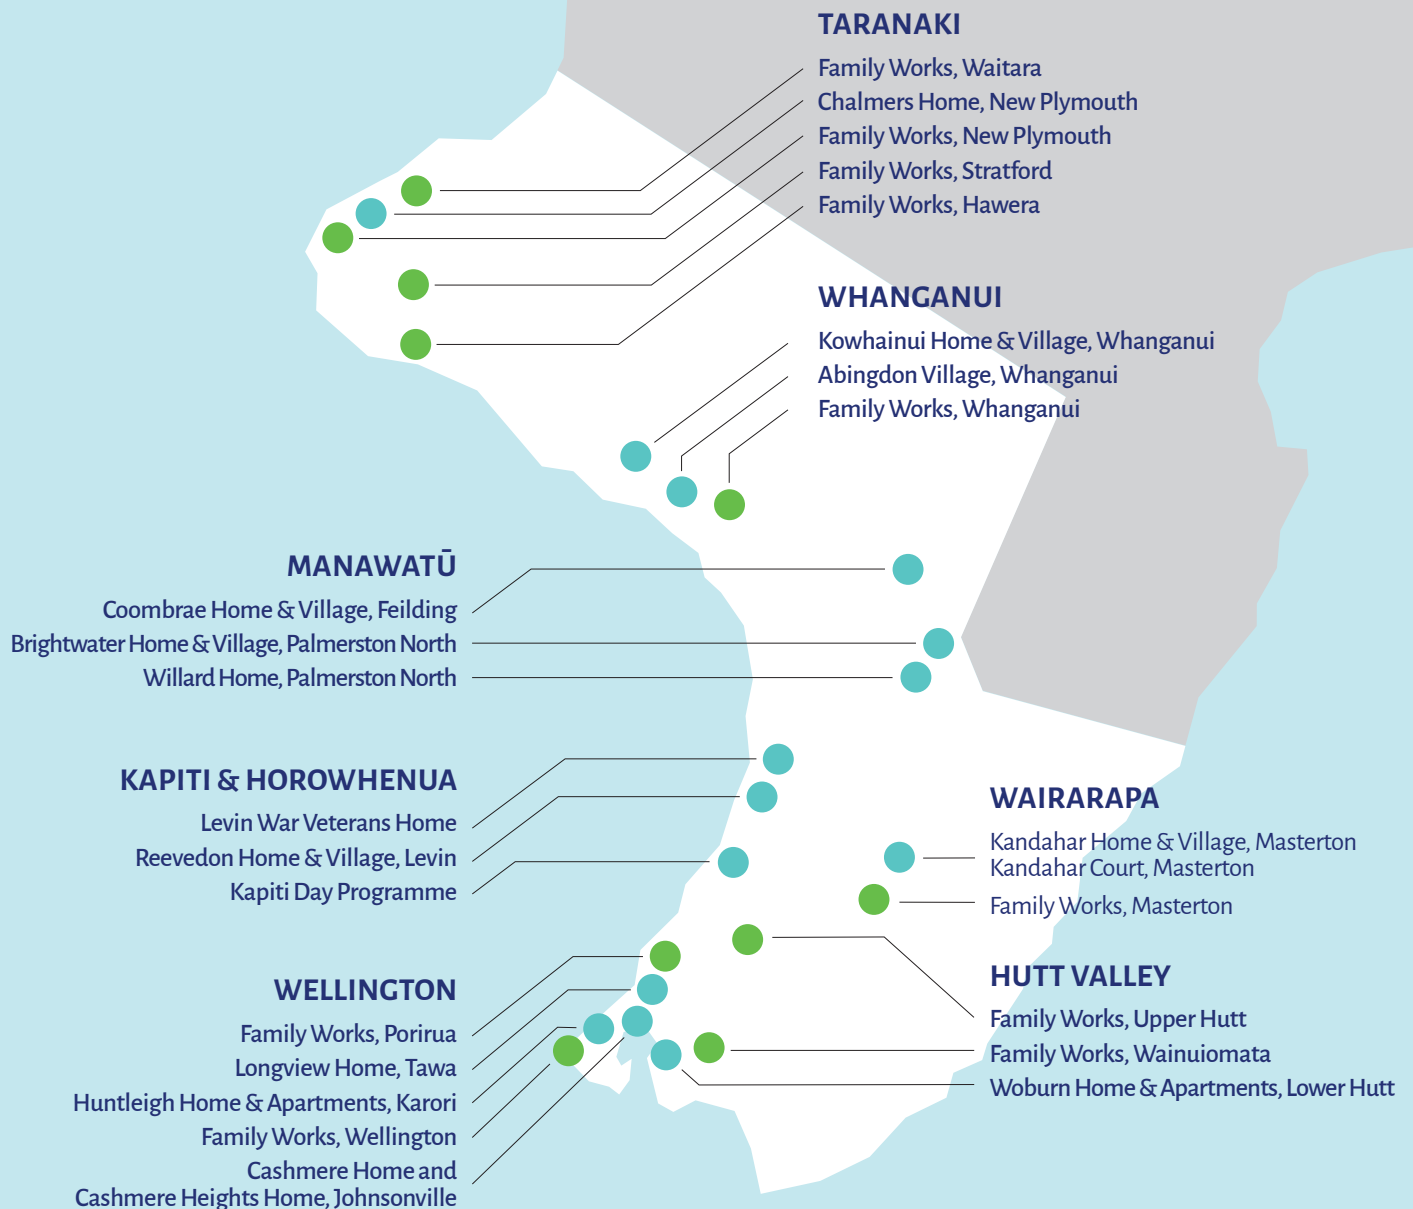 TARANAKI
Family Works, Waitara
Chalmers Home, New Plymouth
Family Works, New Plymouth
Family Works, Stratford
Family Works, Hawera
WHANGANUI
Kowhainui Home & Village, Whanganui
Abingdon Village, Whanganui
Family Works, Whanganui
MANAWATŪ
Coombrae Home & Village, Feilding
Brightwater Home & Village, Palmerston North
Willard Home, Palmerston North
KAPITI & HOROWHENUA
Levin War Veterans Home
Reevedon Home & Village, Levin
Kapiti Day Programme
WAIRARAPA
Kandahar Home & Village, Masterton
Kandahar Court, Masterton
Family Works, Masterton
WELLINGTON
Family Works, Porirua
Longview Home, Tawa
Huntleigh Home & Apartments, Karori
Family Works, Wellington
Cashmere Home and
Cashmere Heights Home, Johnsonville
HUTT VALLEY
Family Works, Upper Hutt
Family Works, Wainuiomata
Woburn Home & Apartments, Lower Hutt